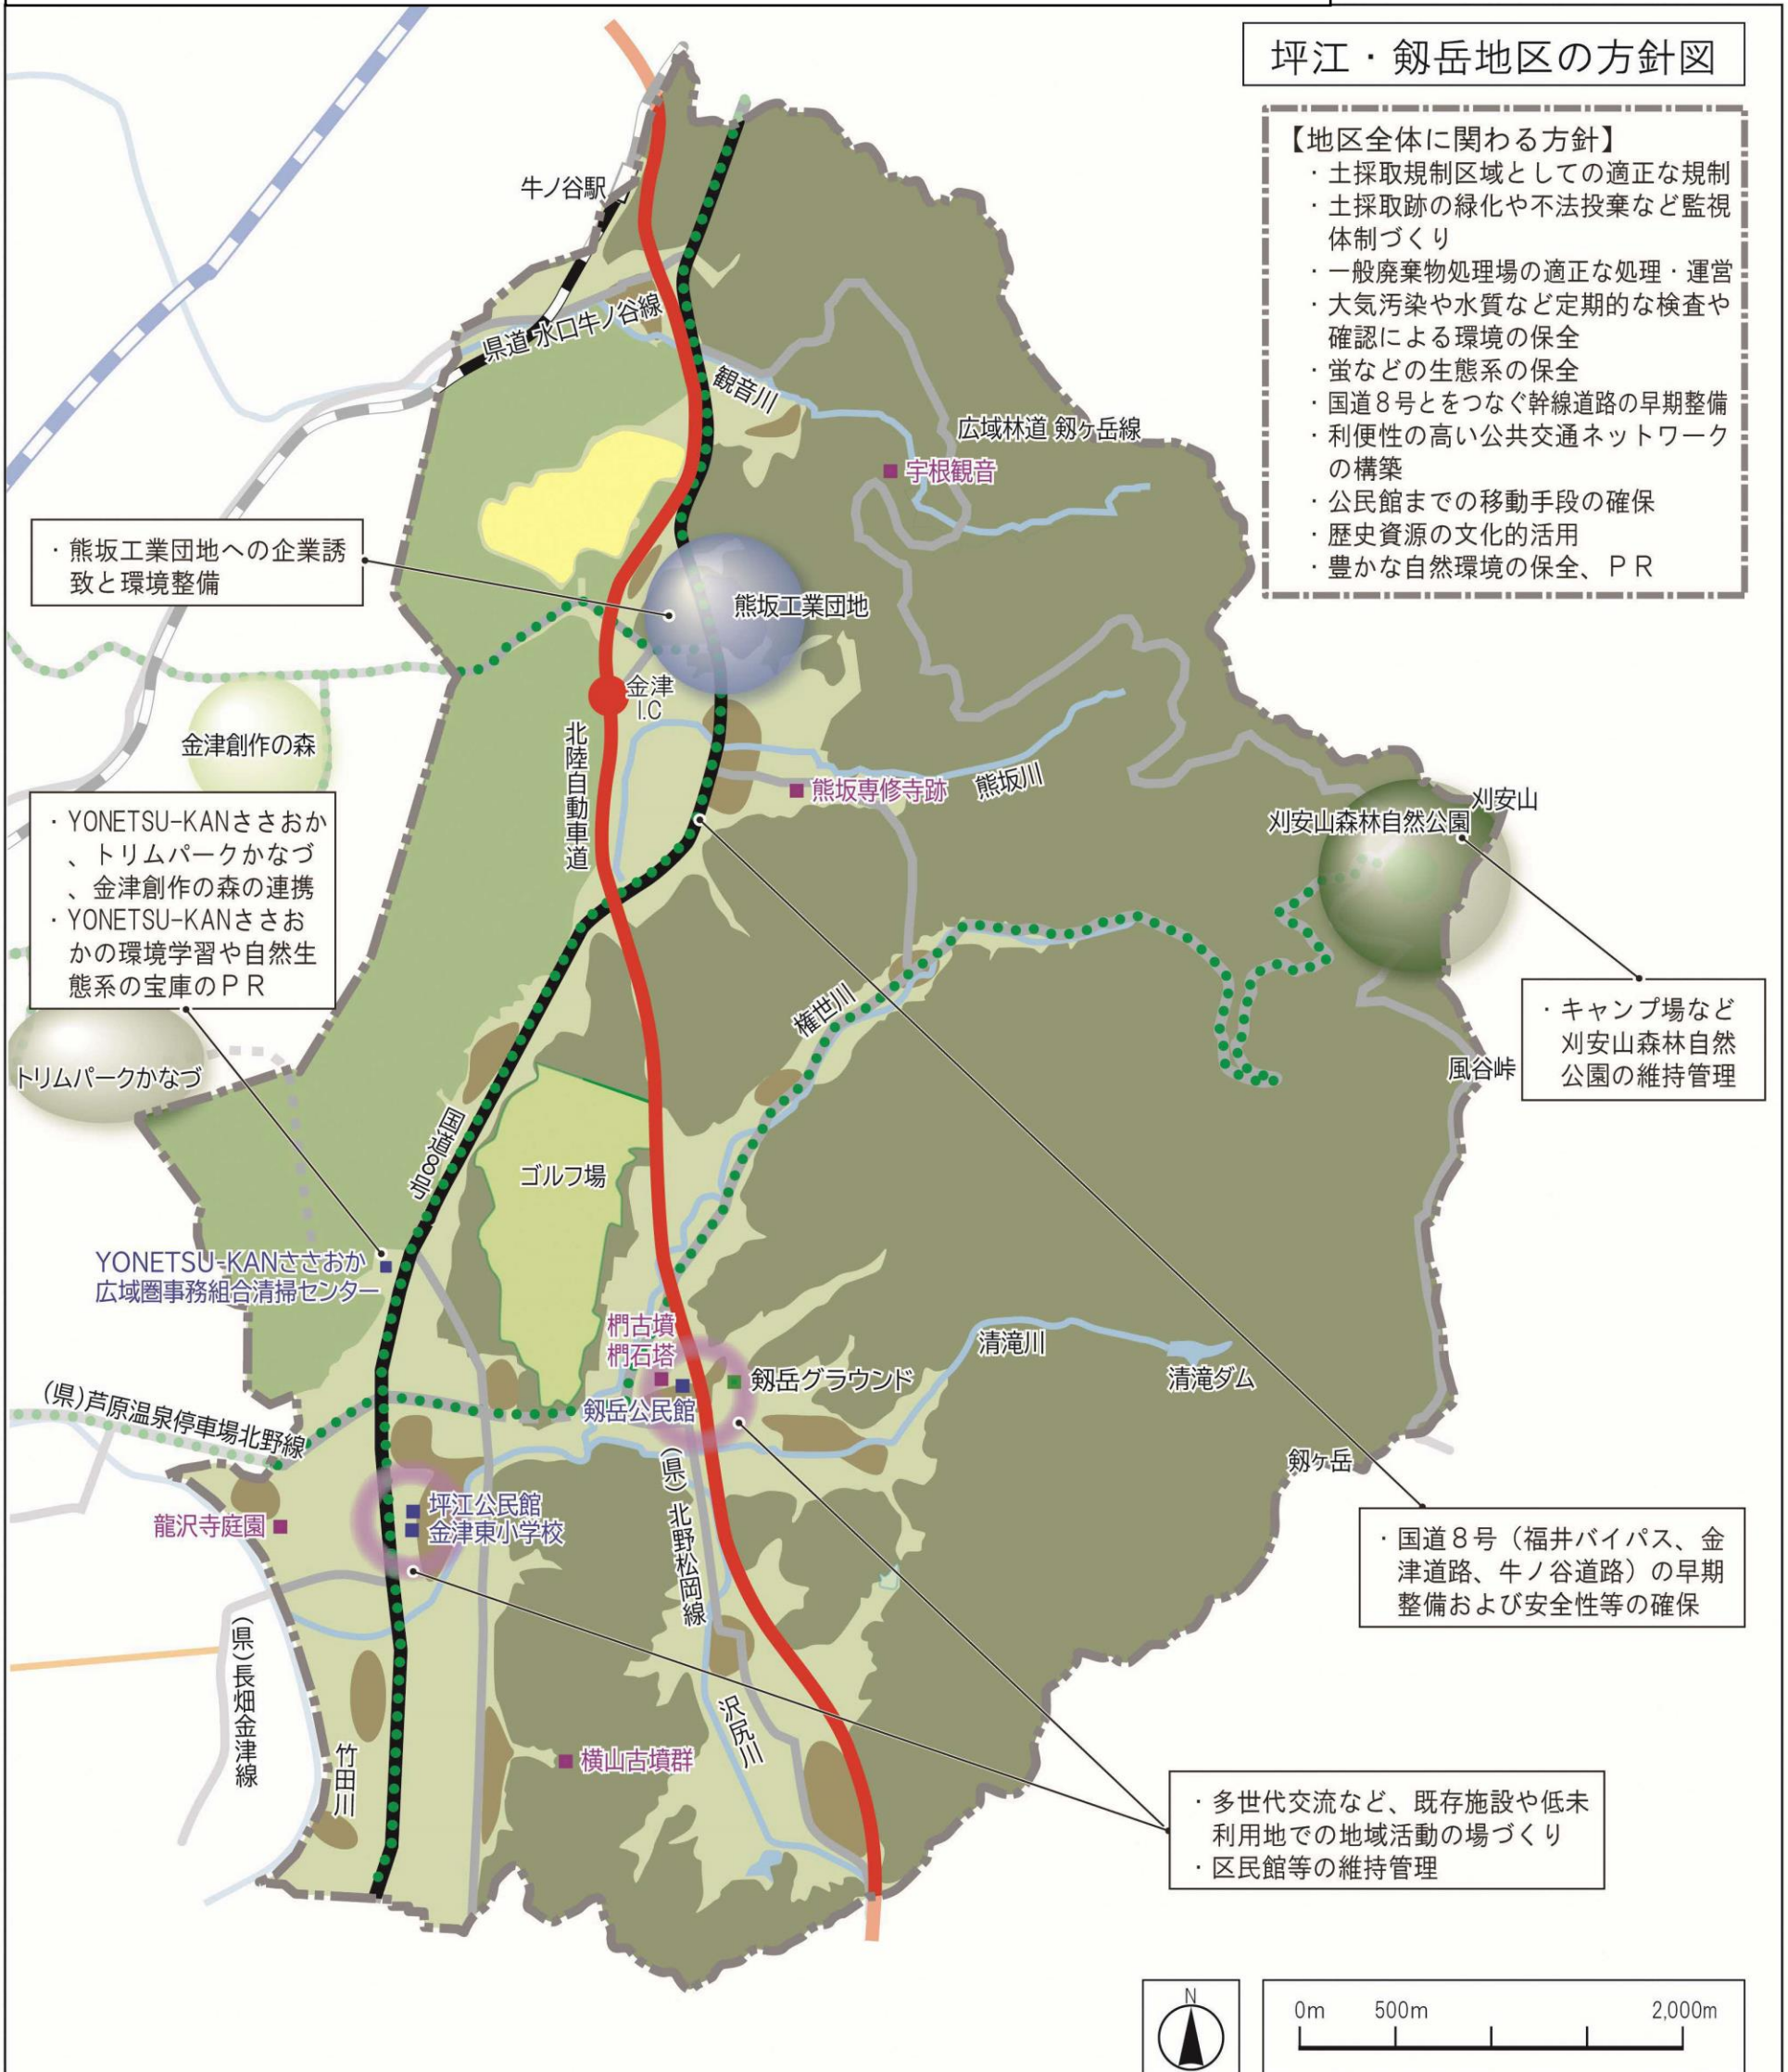 坪江・剱岳地区の方針図
【地区全体に関わる方針】
・土採取規制区域としての適正な規制
・土採取跡の緑化や不法投棄など監視
体制づくり
・一般廃棄物処理場の適正な処理・運営
・大気汚染や水質など定期的な検査や
確認による環境の保全
・蛍などの生態系の保全
・国道８号とをつなぐ幹線道路の早期整備
・利便性の高い公共交通ネットワーク
の構築
・公民館までの移動手段の確保
・歴史資源の文化的活用
・豊かな自然環境の保全、ＰＲ
牛ノ谷駅
県道 水口牛ノ谷線
観音川
広域林道 剱ヶ岳線
宇根観音
・熊坂工業団地への企業誘
致と環境整備
熊坂工業団地
金津
I.C
金津創作の森
北陸自動車道
熊坂専修寺跡
熊坂川
刈安山
刈安山森林自然公園
・YONETSU-KANささおか
、トリムパークかなづ
、金津創作の森の連携
・YONETSU-KANささお
かの環境学習や自然生
態系の宝庫のＰＲ
・キャンプ場など
刈安山森林自然
公園の維持管理
権世川
風谷峠
トリムパークかなづ
国道8号
ゴルフ場
YONETSU-KANささおか
広域圏事務組合清掃センター
椚古墳
椚石塔
剱岳グラウンド
剱岳公民館
清滝川
清滝ダム
(県)芦原温泉停車場北野線
剱ヶ岳
坪江公民館
金津東小学校
龍沢寺庭園
(県)北野松岡線
・国道８号（福井バイパス、金
津道路、牛ノ谷道路）の早期
整備および安全性等の確保
(県)長畑金津線
竹田川
沢尻川
横山古墳群
・多世代交流など、既存施設や低未
利用地での地域活動の場づくり
・区民館等の維持管理
N
0m 500m 2,000m